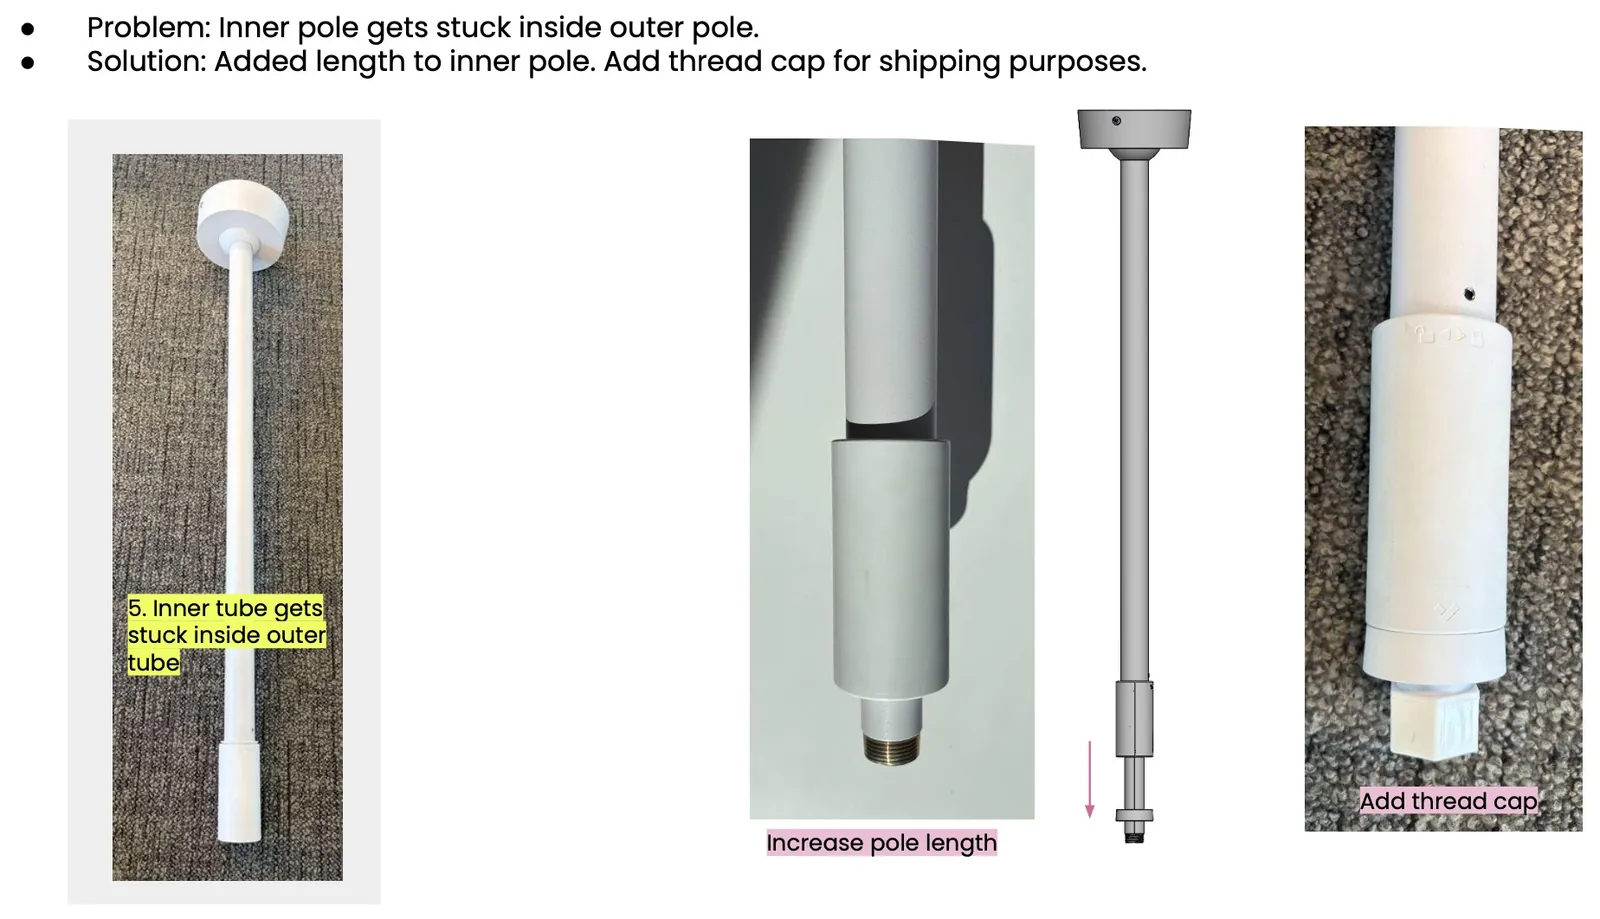 ● Problem: Inner pole gets stuck inside outer pole.
● Solution: Added length to inner pole. Add thread cap for shipping purposes.
5. Inner tube gets
stuck inside outer
tube
Increase pole length
Add thread cap